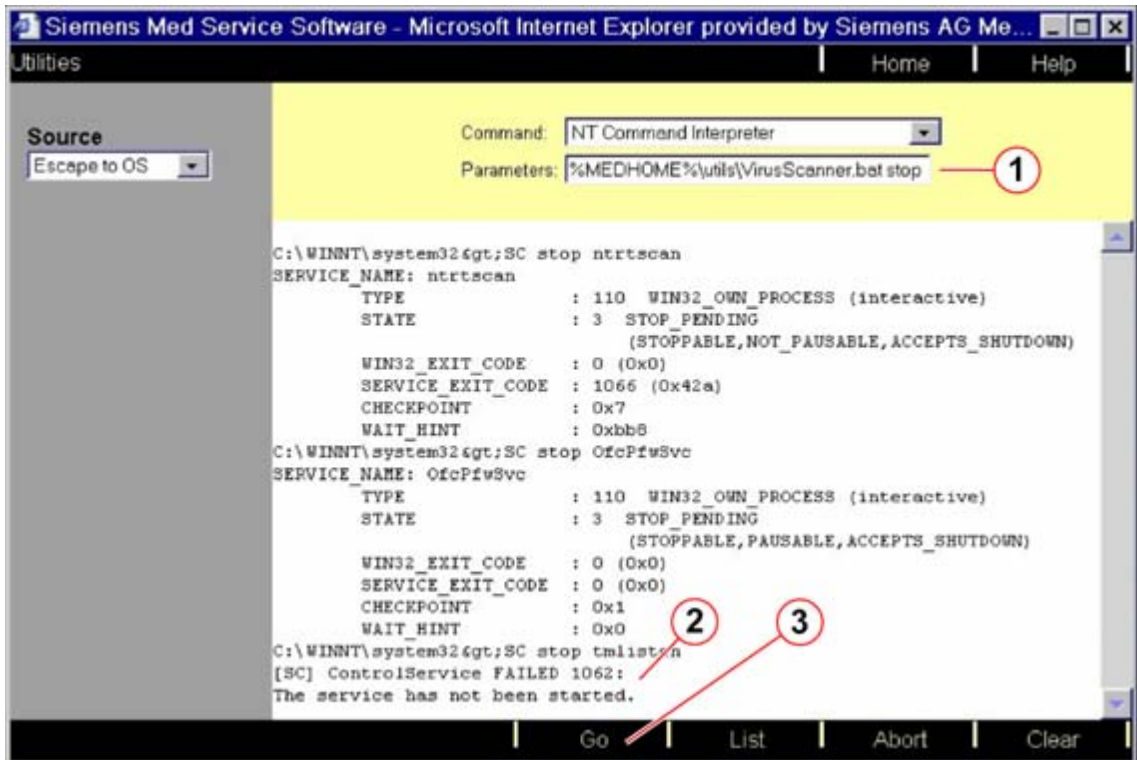 Siemens Med Service Software - Microsoft Internet Explorer provided by Siemens AG Me...
Utilities Home Help
Source
Escape to OS
Command: NT Command Interpreter
Parameters: %MEDHOME%\utils\VirusScanner.bat stop
1
C:\WINNT\system32&gt;SC stop ntrtscan
SERVICE_NAME: ntrtscan
TYPE : 110 WIN32_OWN_PROCESS (interactive)
STATE : 3 STOP_PENDING
(STOPPABLE,NOT_PAUSABLE,ACCEPTS_SHUTDOWN)
WIN32_EXIT_CODE : 0 (0x0)
SERVICE_EXIT_CODE : 1066 (0x42a)
CHECKPOINT : 0x7
WAIT_HINT : 0xbb8
C:\WINNT\system32&gt;SC stop OfcPfwSvc
SERVICE_NAME: OfcPfwSvc
TYPE : 110 WIN32_OWN_PROCESS (interactive)
STATE : 3 STOP_PENDING
(STOPPABLE,PAUSABLE,ACCEPTS_SHUTDOWN)
WIN32_EXIT_CODE : 0 (0x0)
SERVICE_EXIT_CODE : 0 (0x0)
CHECKPOINT : 0x1
WAIT_HINT : 0x0
2
3
C:\WINNT\system32&gt;SC stop tmlisten
[SC] ControlService FAILED 1062:
The service has not been started.
Go List Abort Clear